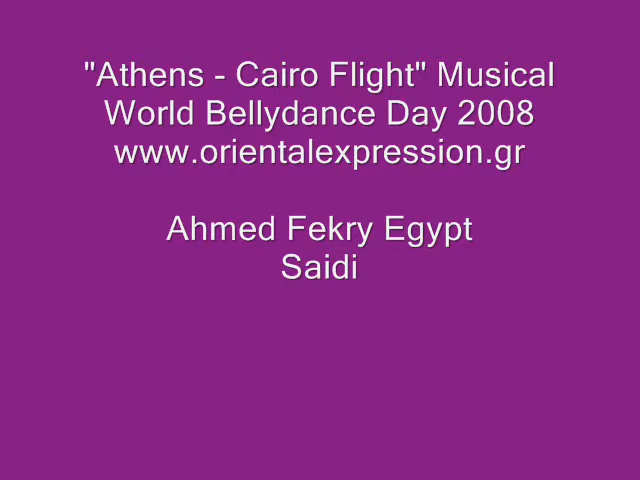 "Athens - Cairo Flight" Musical
World Bellydance Day 2008
www.orientalexpression.gr
Ahmed Fekry Egypt
Saidi